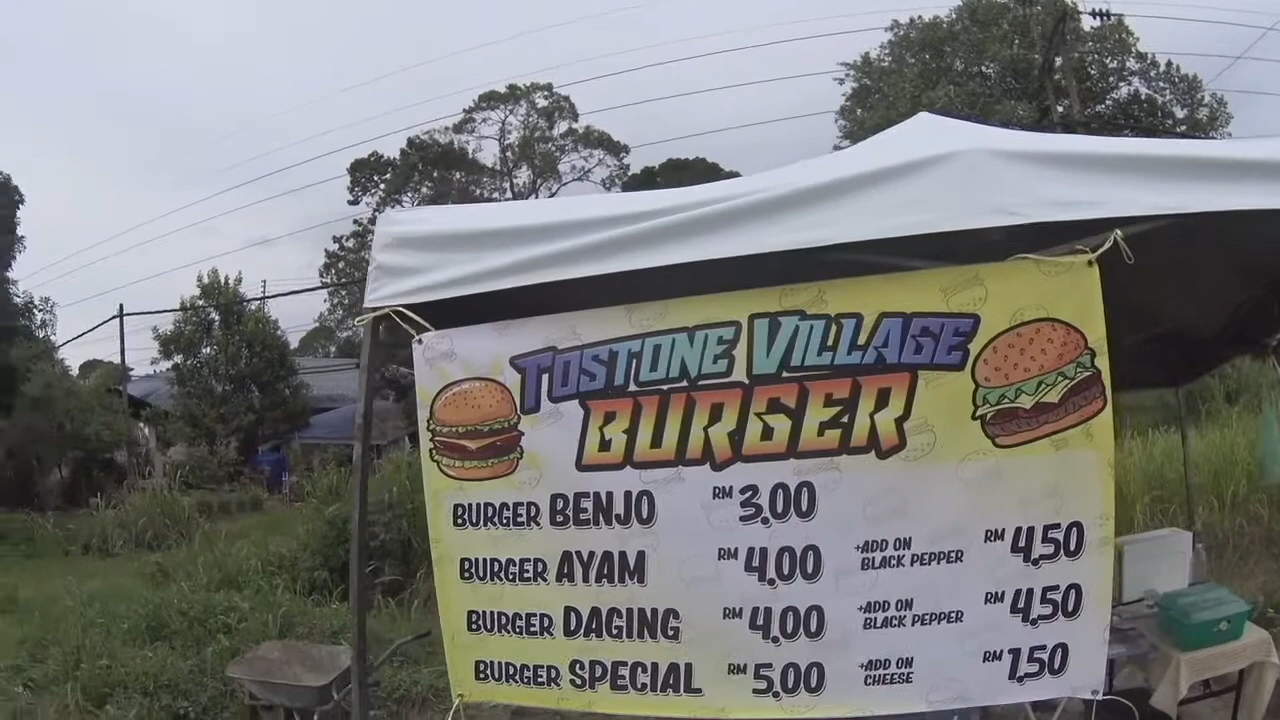 TOSTONE VILLAGE
BURGER
BURGER BENJO RM 3.00
BURGER AYAM RM 4.00 +ADD ON BLACK PEPPER RM 4.50
BURGER DAGING RM 4.00 +ADD ON BLACK PEPPER RM 4.50
BURGER SPECIAL RM 5.00 +ADD ON CHEESE RM 1.50